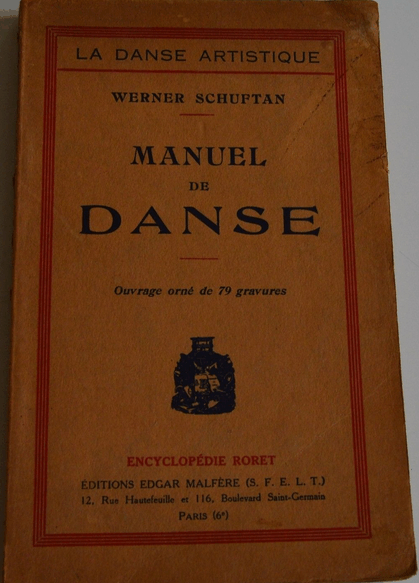 LA DANSE ARTISTIQUE
WERNER SCHUFTAN
MANUEL
DE
DANSE
Ouvrage orné de 79 gravures
ENCYCLOPÉDIE RORET
ÉDITIONS EDGAR MALFÈRE (S. F. E. L. T.)
12, Rue Hautefeuille et 116, Boulevard Saint-Germain
PARIS (6e)